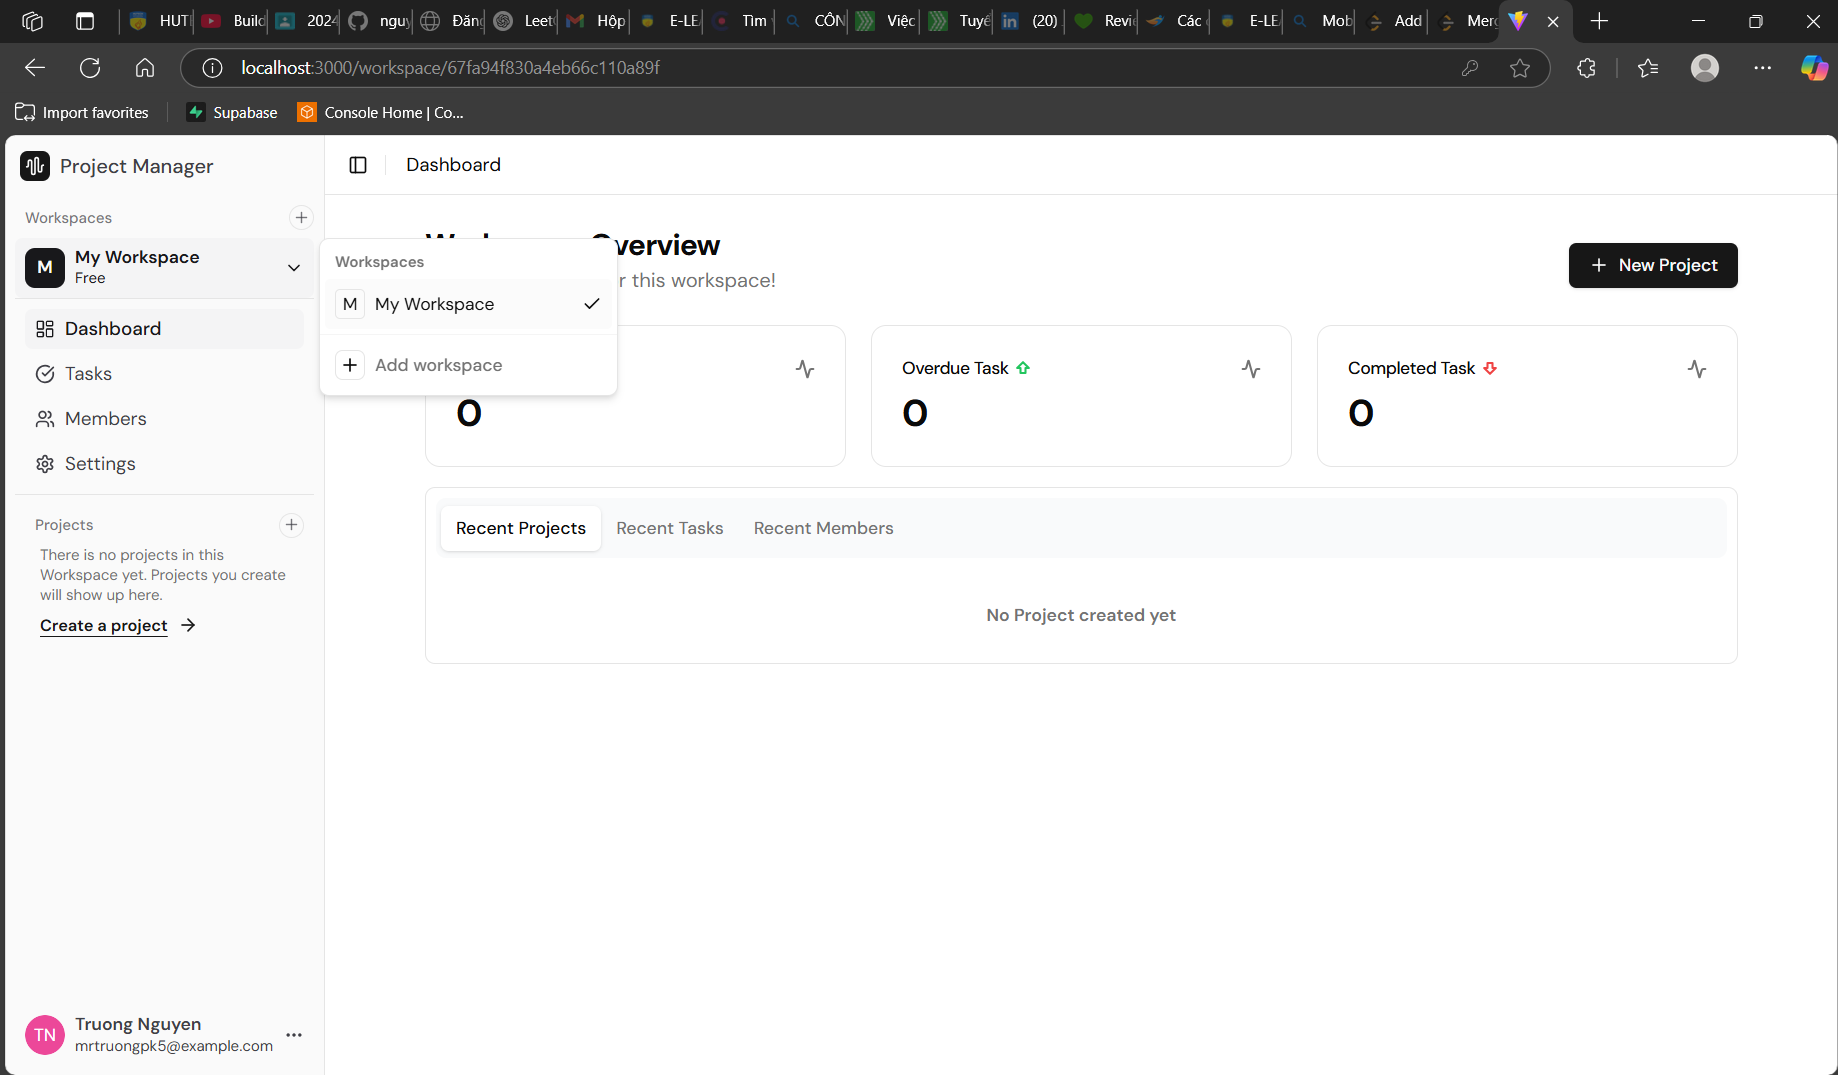 HUT
Build
2024
nguy
Đăng
Leet
Hộp
E-LE
Tìm
CÔN
Việc
Tuyể
(20)
Revi
Các
E-LE
Mob
Add
Merg
localhost:3000/workspace/67fa94f830a4eb66c110a89f
Import favorites
Supabase
Console Home | Co...
Project Manager
Dashboard
Workspaces
M
My Workspace
Free
Dashboard
Tasks
Members
Settings
Projects
There is no projects in this
Workspace yet. Projects you create
will show up here.
Create a project
TN
Truong Nguyen
mrtruongpk5@example.com
Workspaces
M My Workspace
Add workspace
Overview
r this workspace!
New Project
0
Overdue Task
0
Completed Task
0
Recent Projects
Recent Tasks
Recent Members
No Project created yet